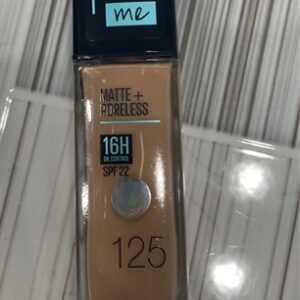 me
MATTE +
PORELESS
16H
OIL CONTROL
SPF 22
125